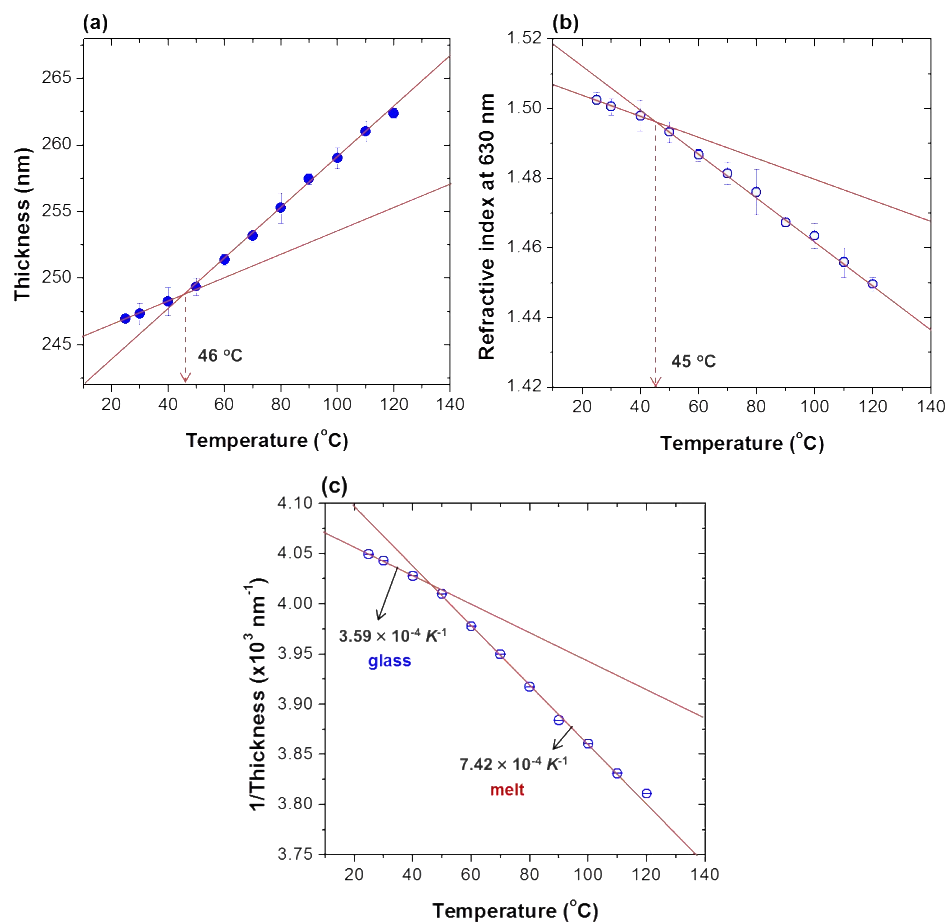 (a)
265
260
255
250
245
Thickness (nm)
46 °C
20 40 60 80 100 120 140
Temperature (°C)
(b)
1.52
1.50
1.48
1.46
1.44
1.42
Refractive index at 630 nm
45 °C
20 40 60 80 100 120 140
Temperature (°C)
(c)
4.10
4.05
4.00
3.95
3.90
3.85
3.80
3.75
1/Thickness (x10³ nm⁻¹)
3.59 × 10⁻⁴ K⁻¹
glass
7.42 × 10⁻⁴ K⁻¹
melt
20 40 60 80 100 120 140
Temperature (°C)